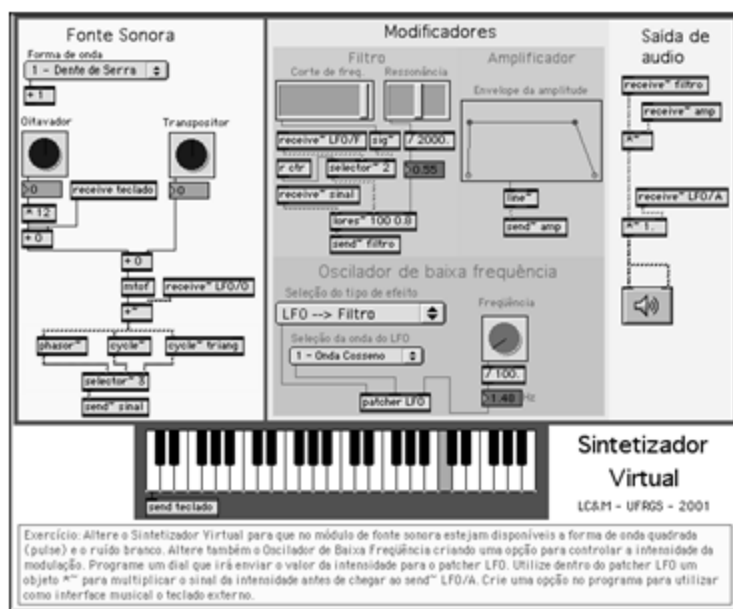 Fonte Sonora
Forma de onda
1 - Dente de Serra
+ 1
Oitavador
Transpositor
0
receive teclado
0
* 12
+ 0
+ 0
mtof
receive~ LFO/O
+~
phasor~
cycle~
cycle~ triang
selector~ 3
send~ sinal
Modificadores
Filtro
Corte de freq.
Ressonância
receive~ LFO/F
sig~
/ 2000.
r ctr
selector~ 2
0.55
receive~ sinal
lores~ 100 0.8
send~ filtro
Amplificador
Envelope da amplitude
line~
send~ amp
Oscilador de baixa frequência
Seleção do tipo de efeito
LFO --> Filtro
Seleção da onda do LFO
1 - Onda Cosseno
patcher LFO
Freqüência
/ 100.
1.48 Hz
Saída de
audio
receive~ filtro
receive~ amp
*~
receive~ LFO/A
*~ 1.
send teclado
Sintetizador
Virtual
LC&M - UFRGS - 2001
Exercício: Altere o Sintetizador Virtual para que no módulo de fonte sonora estejam disponíveis a forma de onda quadrada
(pulse) e o ruído branco. Altere também o Oscilador de Baixa Freqüência criando uma opção para controlar a intensidade da
modulação. Programe um dial que irá enviar o valor da intensidade para o patcher LFO. Utilize dentro do patcher LFO um
objeto *~ para multiplicar o sinal da intensidade antes de chegar ao send~ LFO/A. Crie uma opção no programa para utilizar
como interface musical o teclado externo.